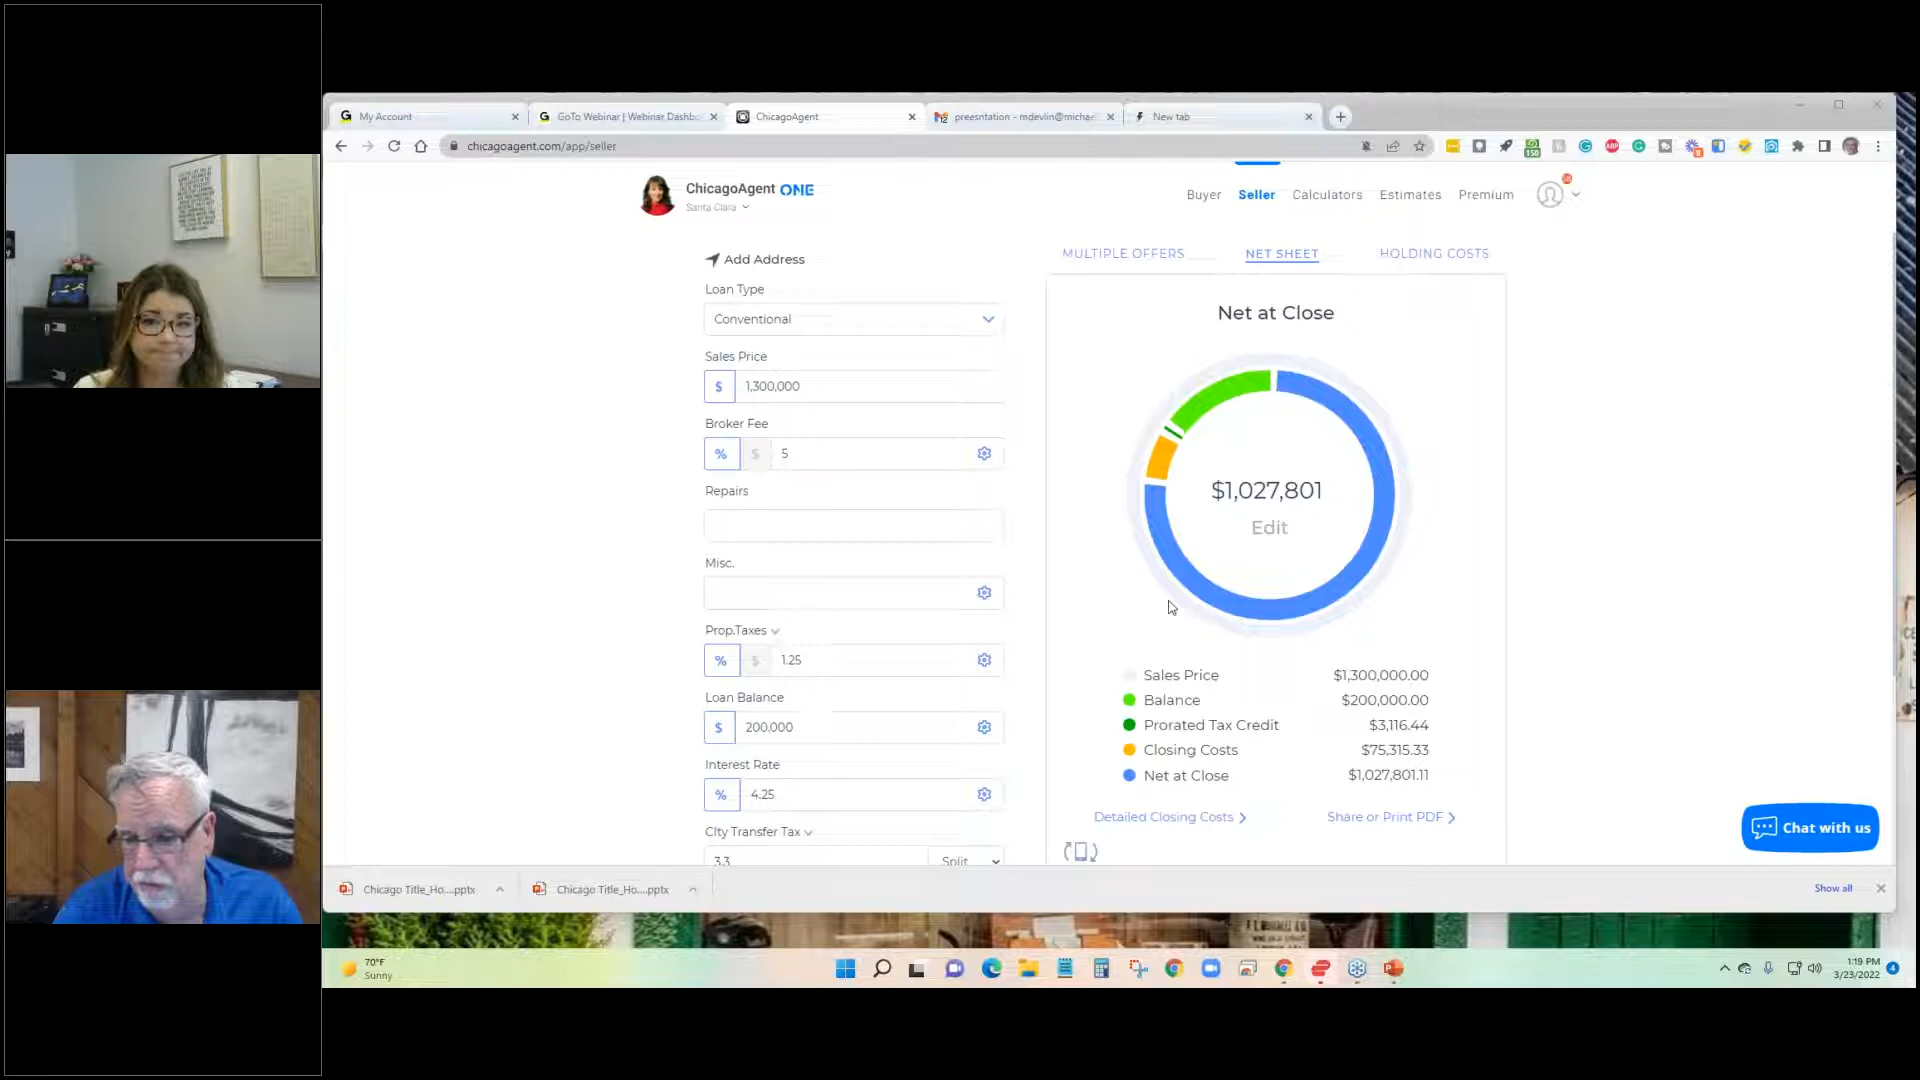 My Account
GoTo Webinar | Webinar Dashbo
ChicagoAgent
preesntation - mdevlin@michae
New tab
chicagoagent.com/app/seller
ChicagoAgent ONE
Santa Clara
Buyer
Seller
Calculators
Estimates
Premium
Add Address
Loan Type
Conventional
Sales Price
$ 1,300,000
Broker Fee
% $ 5
Repairs
Misc.
Prop.Taxes
% $ 1.25
Loan Balance
$ 200,000
Interest Rate
% 4.25
City Transfer Tax
3.3 Split
MULTIPLE OFFERS
NET SHEET
HOLDING COSTS
Net at Close
$1,027,801
Edit
Sales Price $1,300,000.00
Balance $200,000.00
Prorated Tax Credit $3,116.44
Closing Costs $75,315.33
Net at Close $1,027,801.11
Detailed Closing Costs
Share or Print PDF
Chat with us
Chicago Title_Ho....pptx
Chicago Title_Ho....pptx
Show all
70°F
Sunny
1:19 PM
3/23/2022
4